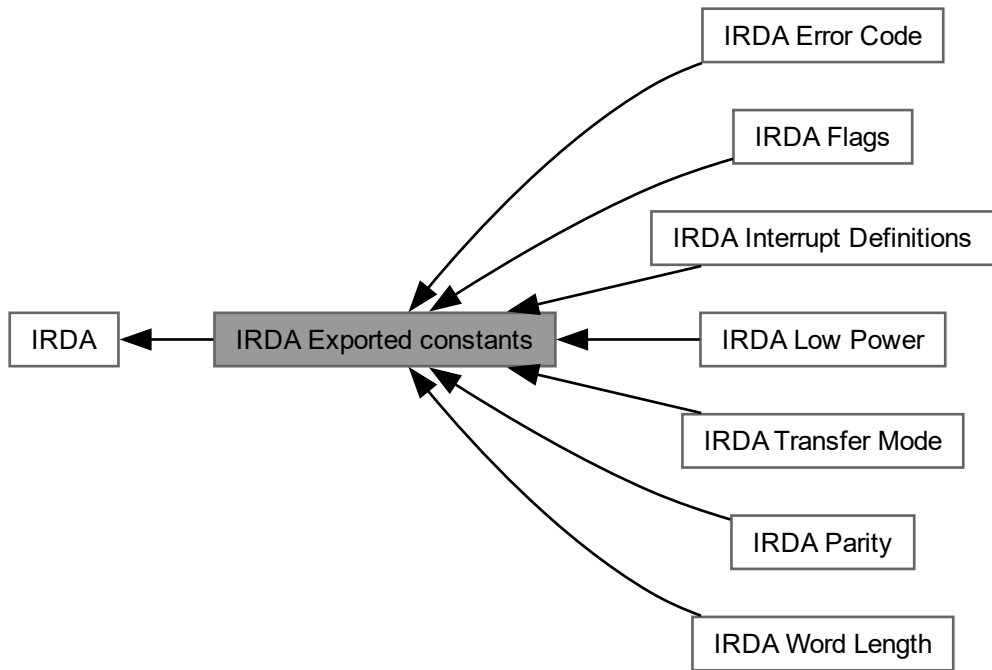 IRDA Error Code
IRDA Flags
IRDA Interrupt Definitions
IRDA
IRDA Exported constants
IRDA Low Power
IRDA Transfer Mode
IRDA Parity
IRDA Word Length